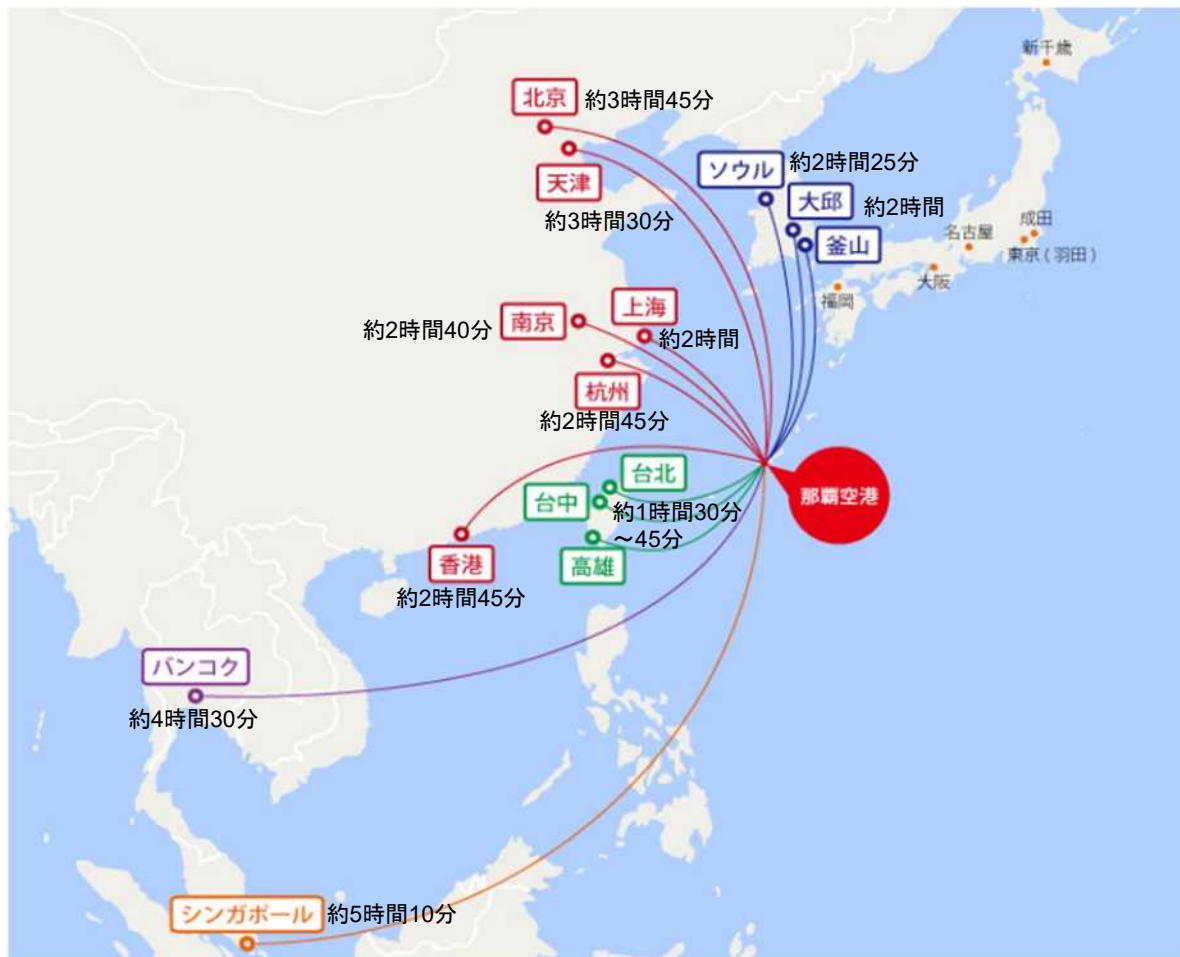 新千歳
北京 約3時間45分
天津
約3時間30分
ソウル 約2時間25分
大邱 約2時間
釜山
成田
名古屋
東京(羽田)
大阪
福岡
上海
約2時間
約2時間40分 南京
杭州
約2時間45分
台北
台中
約1時間30分
～45分
高雄
那覇空港
香港
約2時間45分
バンコク
約4時間30分
シンガポール 約5時間10分